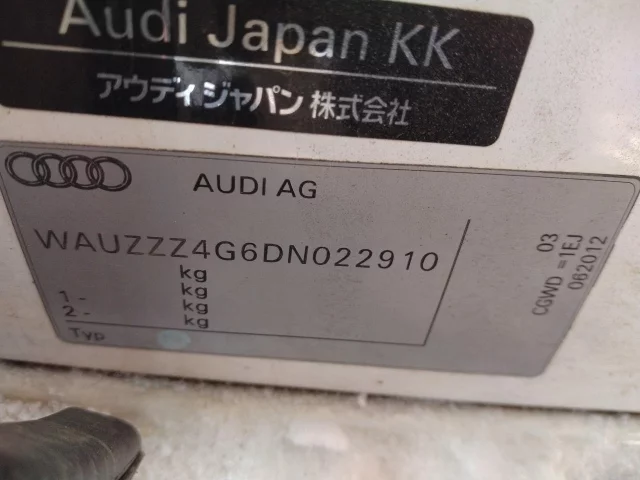 Audi Japan KK
アウディ ジャパン 株式会社
AUDI AG
WAUZZZ4G6DN022910
kg
kg
1 - kg
2 - kg
Typ
03
CGWD =1EJ
062012